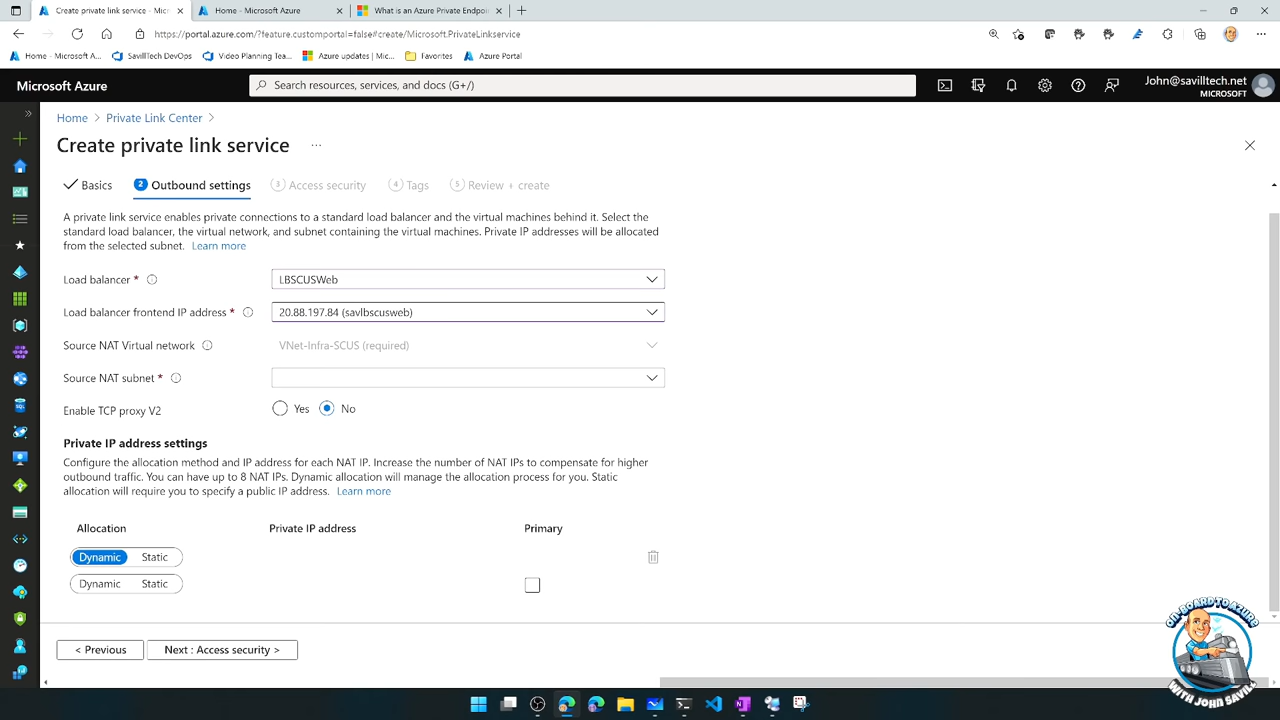 Create private link service - Mic
Home - Microsoft Azure
What is an Azure Private Endpoin
https://portal.azure.com/?feature.customportal=false#create/Microsoft.PrivateLinkservice
Home - Microsoft A...
SavillTech DevOps
Video Planning Tea...
Azure updates | Mic...
Favorites
Azure Portal
Microsoft Azure
Search resources, services, and docs (G+/)
John@savilltech.net
MICROSOFT
Home > Private Link Center >
Create private link service ...
Basics
2 Outbound settings
3 Access security
4 Tags
5 Review + create
A private link service enables private connections to a standard load balancer and the virtual machines behind it. Select the
standard load balancer, the virtual network, and subnet containing the virtual machines. Private IP addresses will be allocated
from the selected subnet. Learn more
Load balancer *
LBSCUSWeb
Load balancer frontend IP address *
20.88.197.84 (savlbscusweb)
Source NAT Virtual network
VNet-Infra-SCUS (required)
Source NAT subnet *
Enable TCP proxy V2
Yes No
Private IP address settings
Configure the allocation method and IP address for each NAT IP. Increase the number of NAT IPs to compensate for higher
outbound traffic. You can have up to 8 NAT IPs. Dynamic allocation will manage the allocation process for you. Static
allocation will require you to specify a public IP address. Learn more
Allocation Private IP address Primary
Dynamic Static
Dynamic Static
< Previous
Next : Access security >
ON-BOARD TO AZURE
WITH JOHN SAVILL